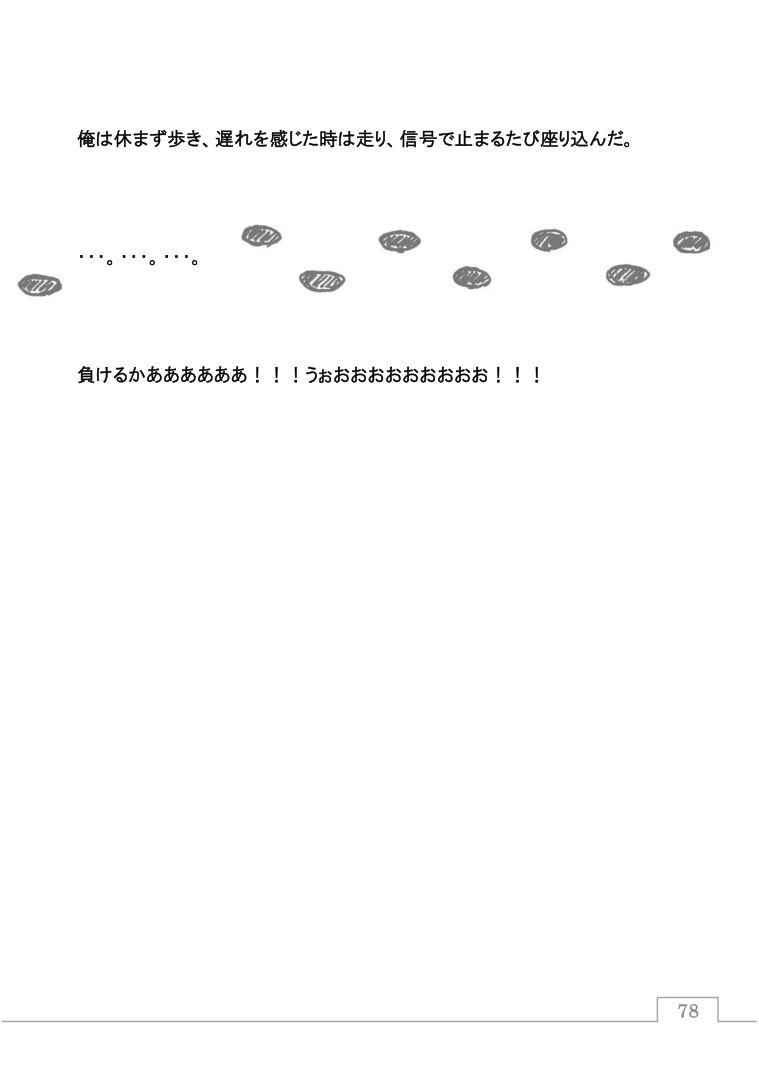 俺は休まず歩き、遅れを感じた時は走り、信号で止まるたび座り込んだ。
・・・。・・・。・・・。
負けるかああああああ！！！うぉおおおおおおおおお！！！
78